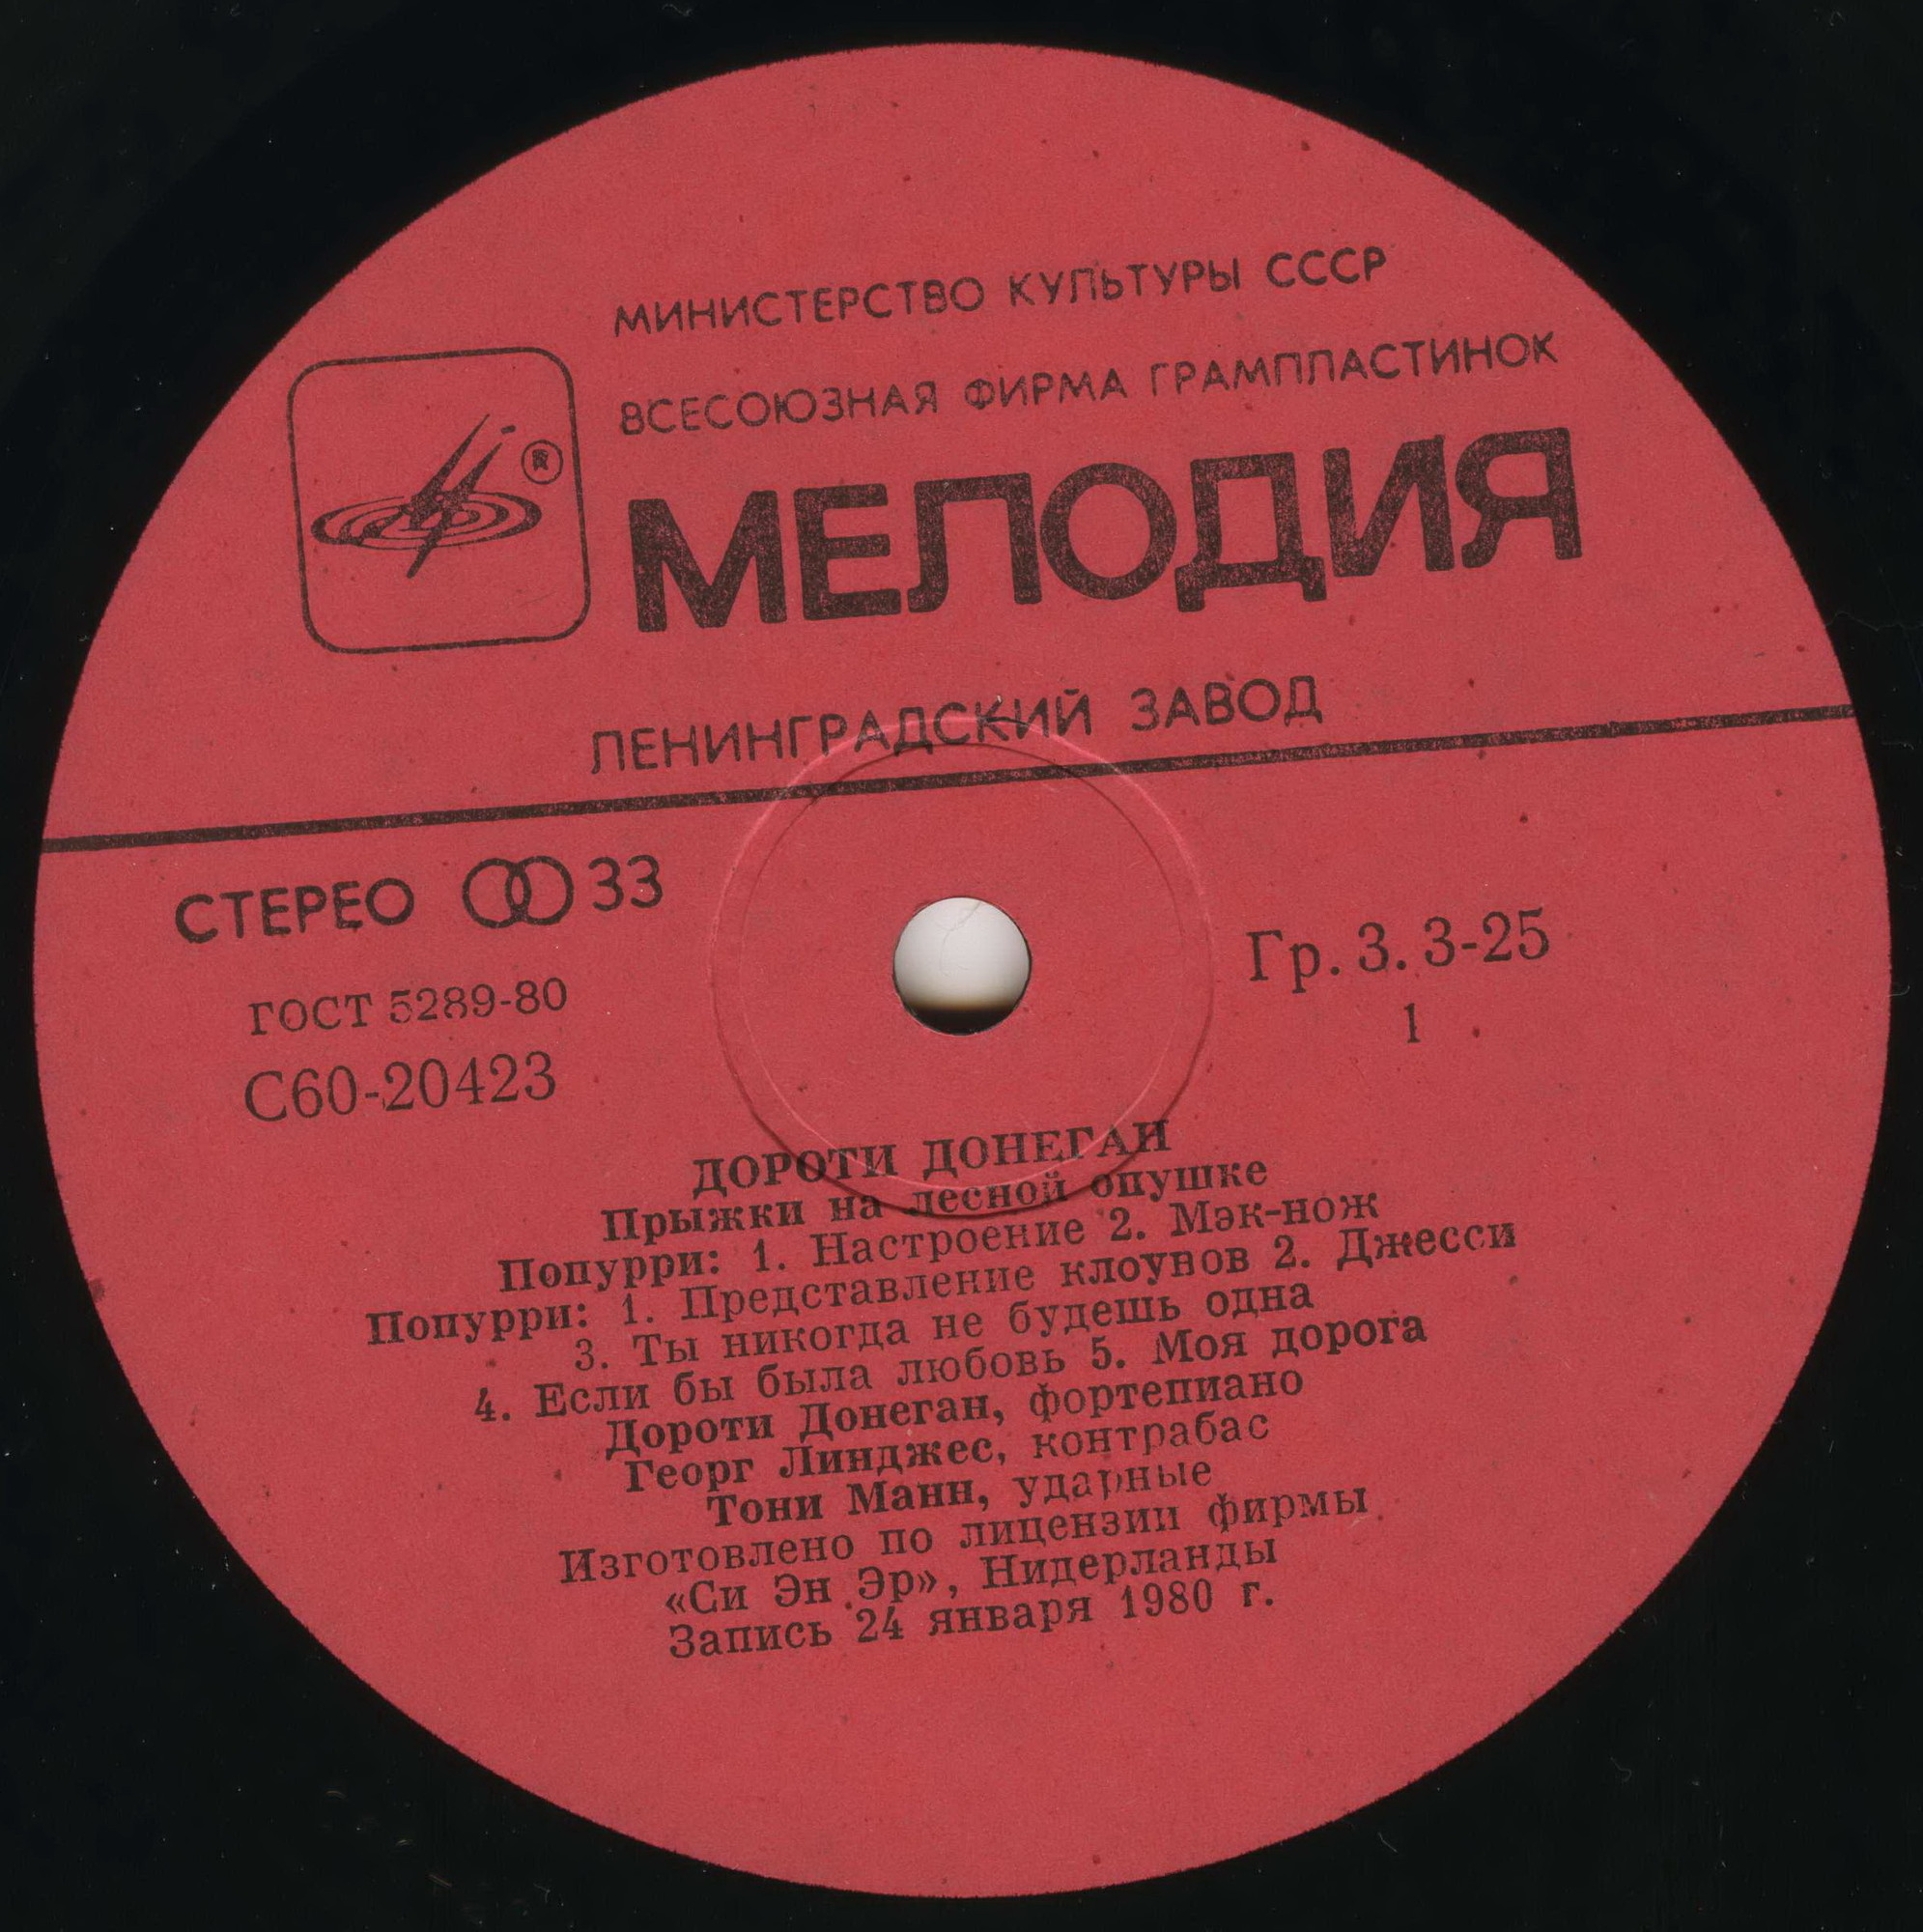 МИНИСТЕРСТВО КУЛЬТУРЫ СССР
ВСЕСОЮЗНАЯ ФИРМА ГРАМПЛАСТИНОК
®
МЕЛОДИЯ
ЛЕНИНГРАДСКИЙ ЗАВОД
СТЕРЕО 33
Гр. 3. 3-25
ГОСТ 5289-80
1
С60-20423
ДОРОТИ ДОНЕГАН
Прыжки на лесной опушке
Попурри: 1. Настроение 2. Мэк-нож
Попурри: 1. Представление клоунов 2. Джесси
3. Ты никогда не будешь одна
4. Если бы была любовь 5. Моя дорога
Дороти Донеган, фортепиано
Георг Линджес, контрабас
Тони Манн, ударные
Изготовлено по лицензии фирмы
«Си Эн Эр», Нидерланды
Запись 24 января 1980 г.